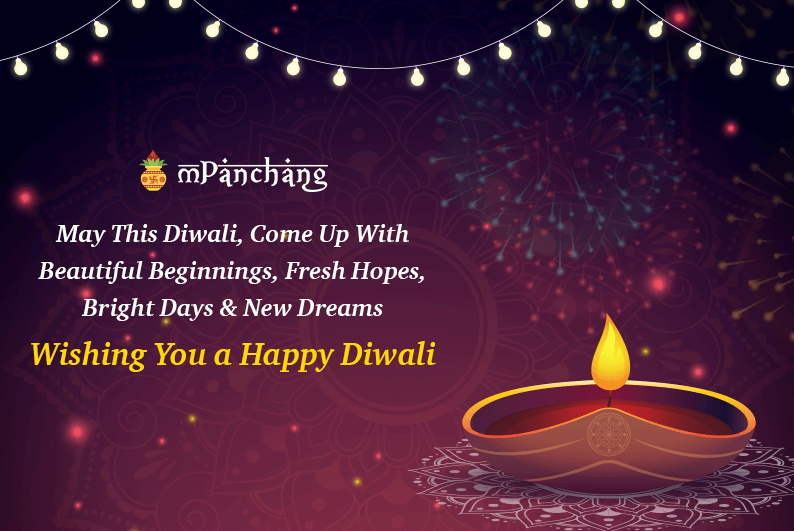 mPanchang
May This Diwali, Come Up With
Beautiful Beginnings, Fresh Hopes,
Bright Days & New Dreams
Wishing You a Happy Diwali